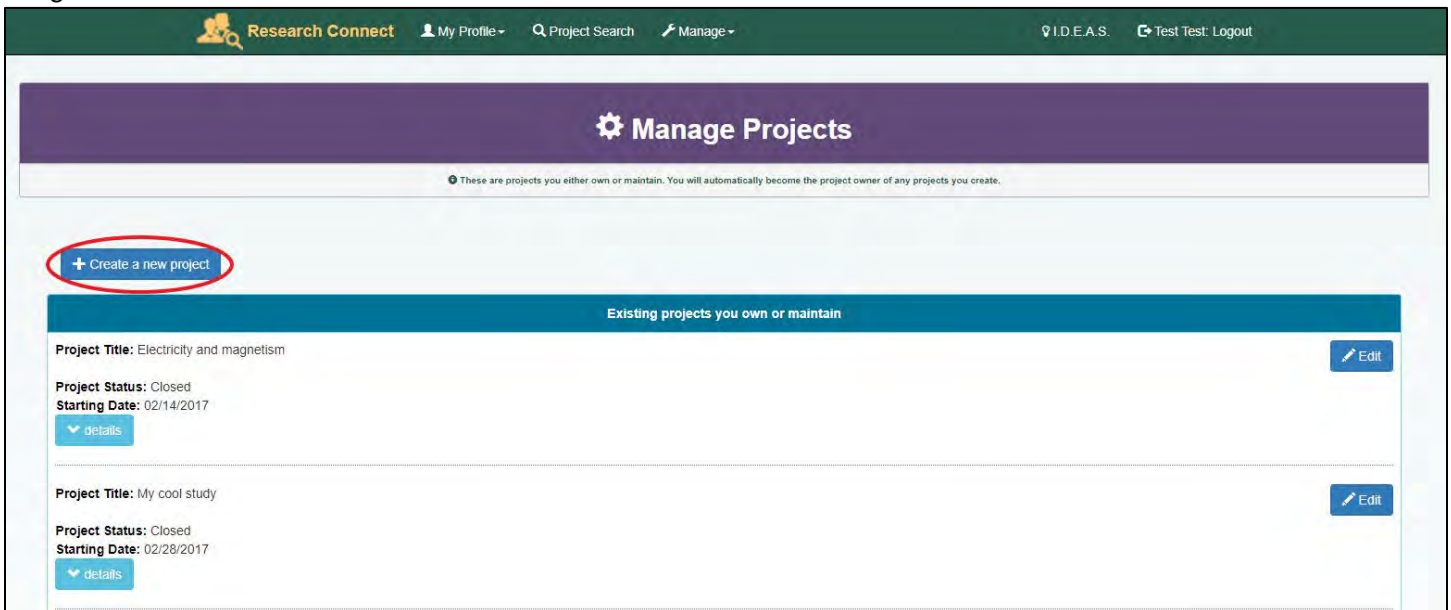 Research Connect My Profile Project Search Manage I.D.E.A.S. Test Test: Logout
Manage Projects
These are projects you either own or maintain. You will automatically become the project owner of any projects you create.
Create a new project
Existing projects you own or maintain
Project Title: Electricity and magnetism
Edit
Project Status: Closed
Starting Date: 02/14/2017
details
Project Title: My cool study
Edit
Project Status: Closed
Starting Date: 02/28/2017
details